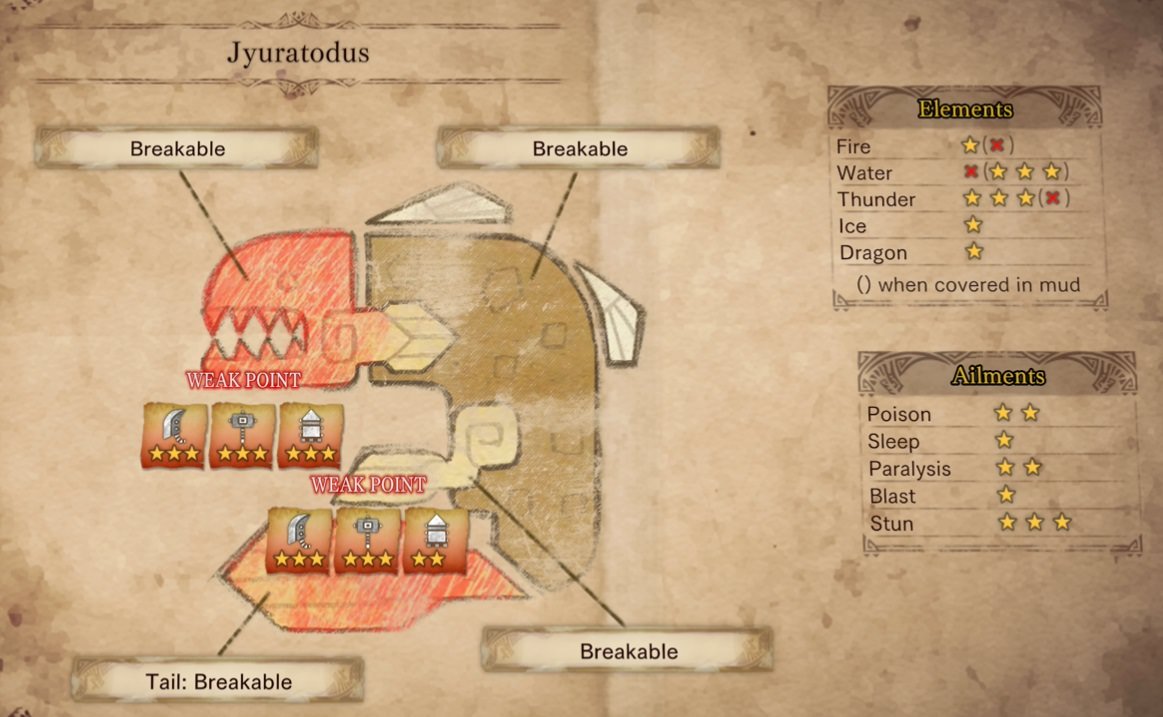 Jyuratodus
Breakable
Breakable
WEAK POINT
WEAK POINT
Breakable
Tail: Breakable
Elements
Fire ★(✖)
Water ✖(★★★)
Thunder ★★★(✖)
Ice ★
Dragon ★
() when covered in mud
Ailments
Poison ★★
Sleep ★
Paralysis ★★
Blast ★
Stun ★★★